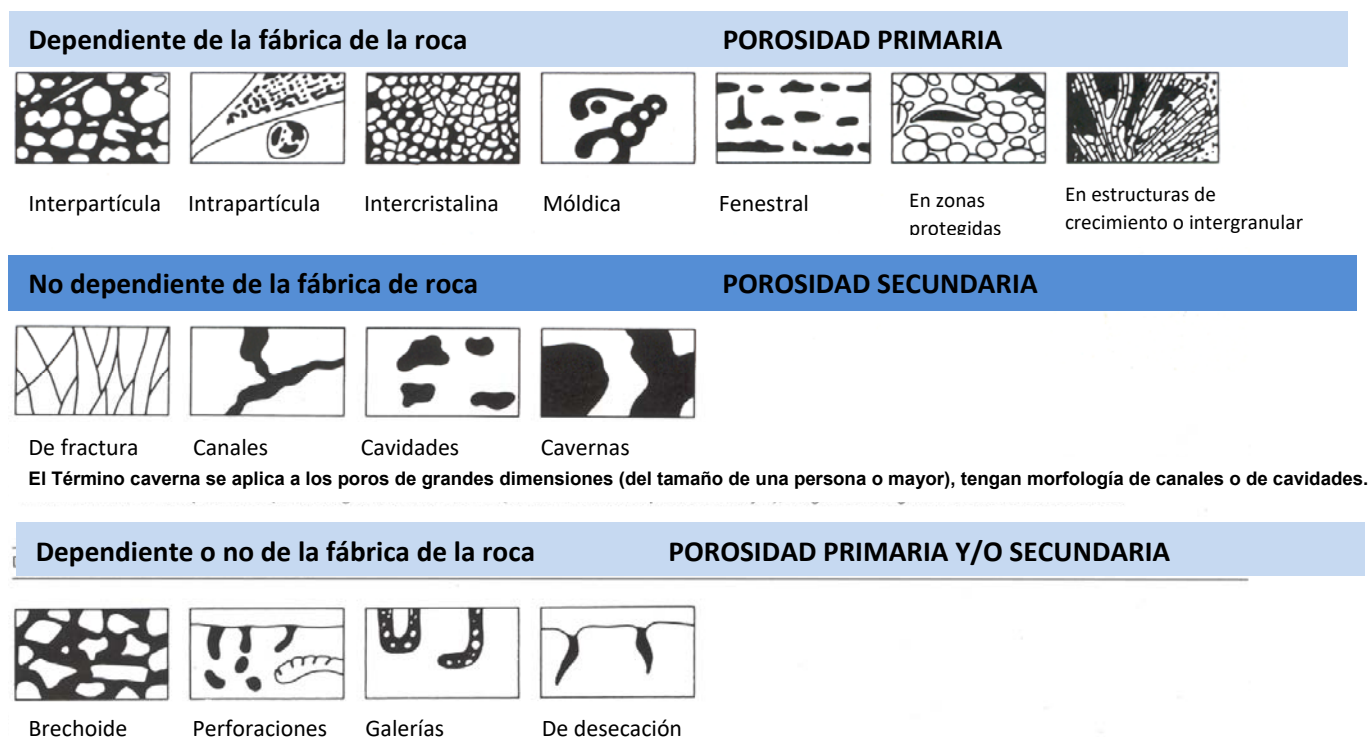 Dependiente de la fábrica de la roca POROSIDAD PRIMARIA
Interpartícula Intrapartícula Intercristalina Móldica Fenestral En zonas protegidas En estructuras de crecimiento o intergranular
No dependiente de la fábrica de roca POROSIDAD SECUNDARIA
De fractura Canales Cavidades Cavernas
El Término caverna se aplica a los poros de grandes dimensiones (del tamaño de una persona o mayor), tengan morfología de canales o de cavidades.
Dependiente o no de la fábrica de la roca POROSIDAD PRIMARIA Y/O SECUNDARIA
Brechoide Perforaciones Galerías De desecación